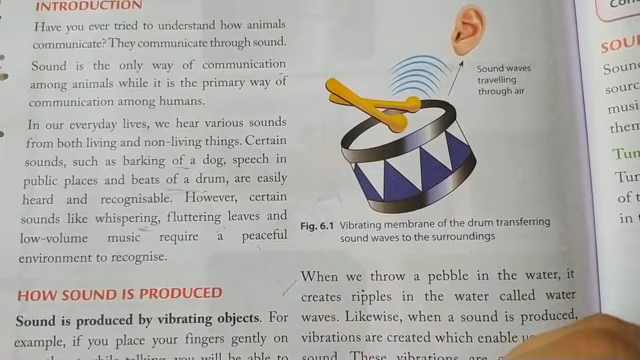 INTRODUCTION
Have you ever tried to understand how animals
communicate? They communicate through sound.
Sound is the only way of communication
among animals while it is the primary way of
communication among humans.
In our everyday lives, we hear various sounds
from both living and non-living things. Certain
sounds, such as barking of a dog, speech in
public places and beats of a drum, are easily
heard and recognisable. However, certain
sounds like whispering, fluttering leaves and
low-volume music require a peaceful
environment to recognise.
HOW SOUND IS PRODUCED
Sound is produced by vibrating objects. For
example, if you place your fingers gently on
while talking, you will be able to
Sound waves
travelling
through air
Fig. 6.1 Vibrating membrane of the drum transferring
sound waves to the surroundings
When we throw a pebble in the water, it
creates ripples in the water called water
waves. Likewise, when a sound is produced,
vibrations are created which enable
sound. These vibrations are
SOU
Soun
sourc
musi
them
Tun
Tur
of t
in